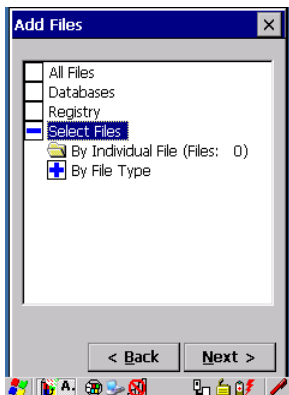 Add Files
All Files
Databases
Registry
Select Files
By Individual File (Files: 0)
By File Type
< Back Next >
A.